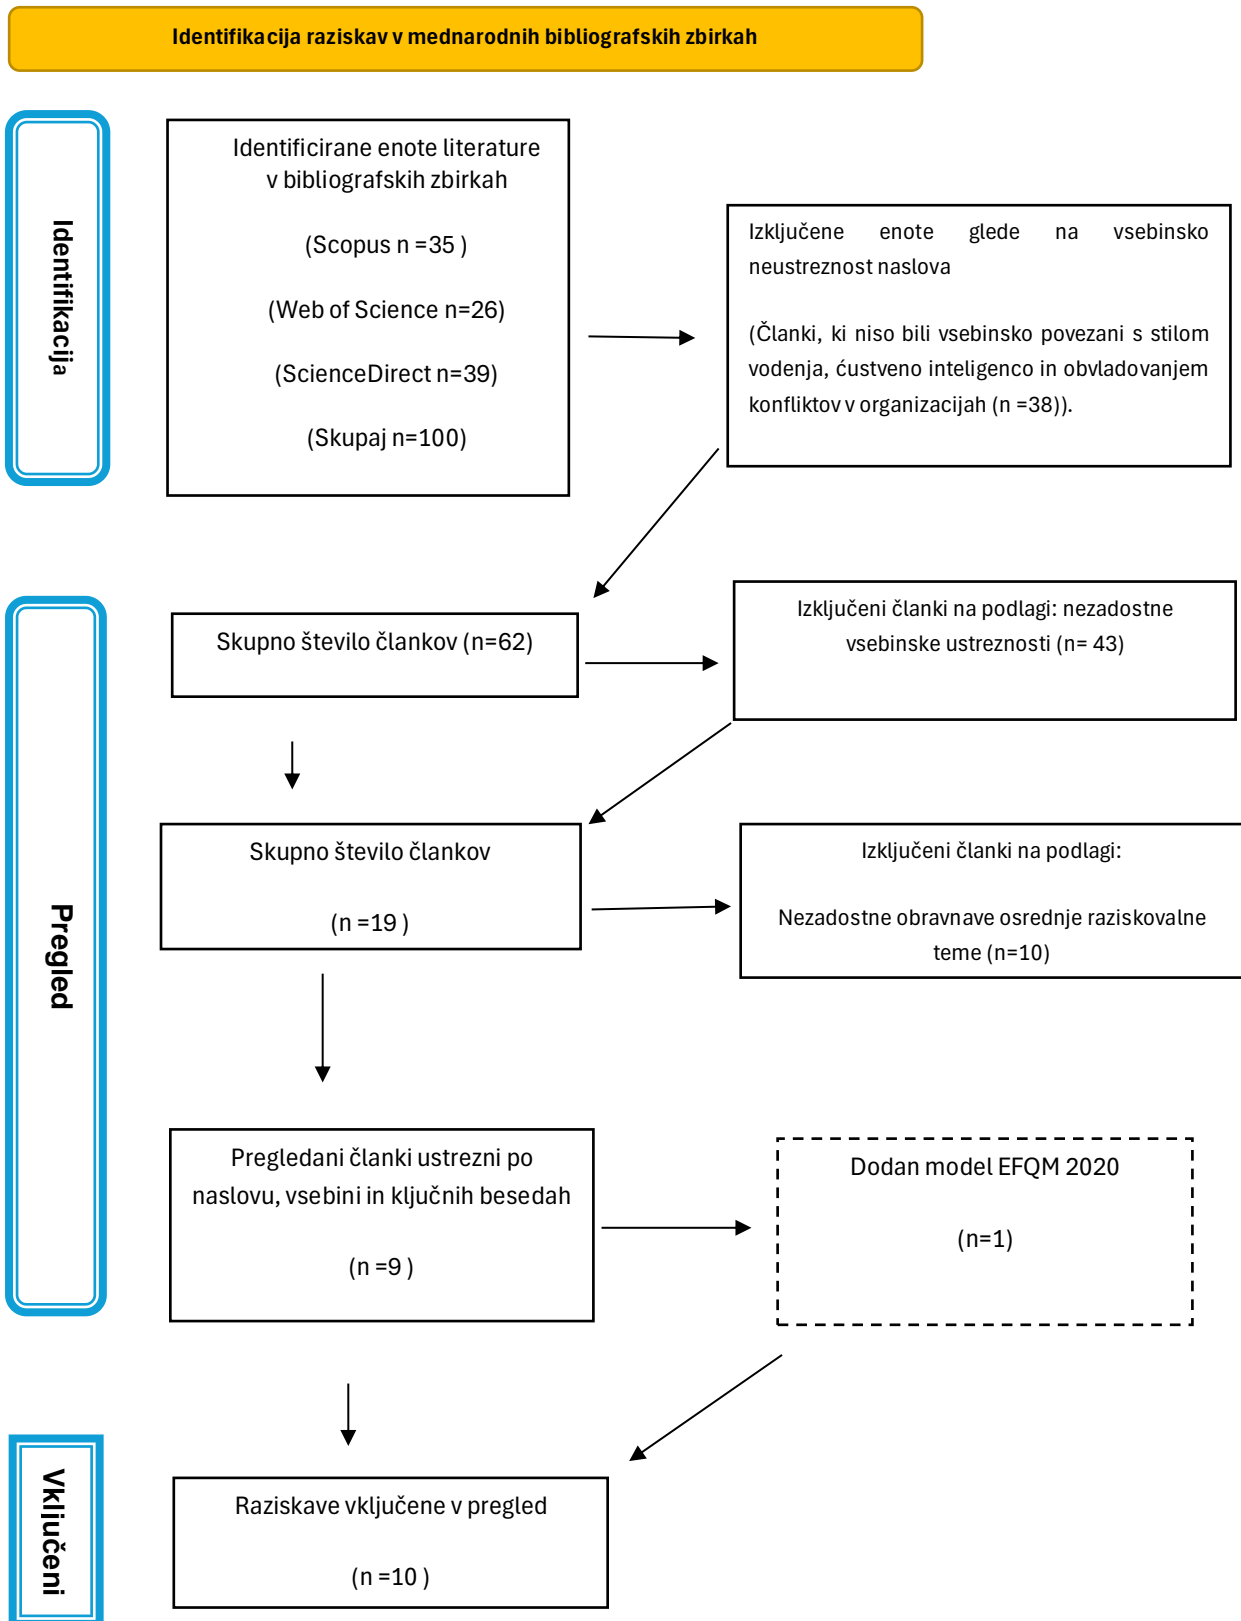 Identifikacija raziskav v mednarodnih bibliografskih zbirkah
Identifikacija
Identificirane enote literature
v bibliografskih zbirkah
(Scopus n =35 )
(Web of Science n=26)
(ScienceDirect n=39)
(Skupaj n=100)
Izključene enote glede na vsebinsko
neustreznost naslova
(Članki, ki niso bili vsebinsko povezani s stilom
vodenja, ćustveno inteligenco in obvladovanjem
konfliktov v organizacijah (n =38)).
Pregled
Skupno število člankov (n=62)
Izključeni članki na podlagi: nezadostne
vsebinske ustreznosti (n= 43)
Skupno število člankov
(n =19 )
Izključeni članki na podlagi:
Nezadostne obravnave osrednje raziskovalne
teme (n=10)
Pregledani članki ustrezni po
naslovu, vsebini in ključnih besedah
(n =9 )
Dodan model EFQM 2020
(n=1)
Vključeni
Raziskave vključene v pregled
(n =10 )